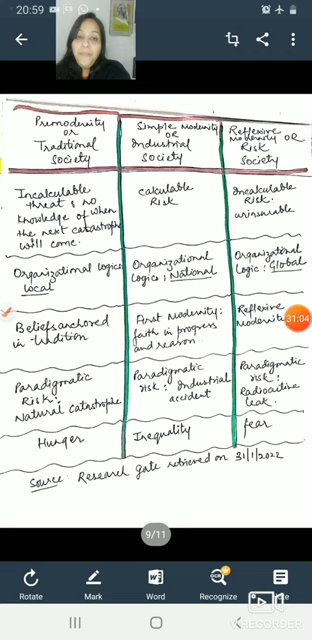 20:59
59
Premodernity
or
Traditional
Society
Simple Modernity
OR
Industrial
Society
Reflexive
Modernity OR
Risk
Society
Incalculable
threat & no
knowledge of when
the next catastrophe
will come.
Calculable
Risk
Incalculable
Risk.
uninsurable
Organizational logics:
local
Organizational
Logics: National
Organizational
Logic: Global
Beliefs anchored
in tradition
First Modernity:
faith in progress
and reason.
Reflexive
Modernity
31:04
Paradigmatic
Risk:
Natural catastrophe
Paradigmatic
risk: Industrial
accident
Paradigmatic
risk:
Radioactive
leak.
Hunger
Inequality
fear
Source: Research gate retrieved on 31/1/2022
9/11
Rotate
Mark
Word
Recognize
RECORDER